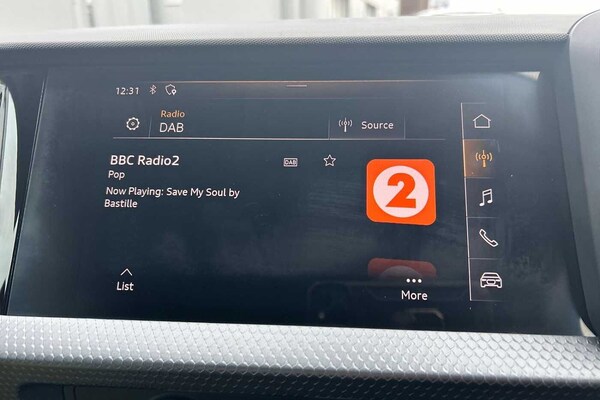 12:31
Radio
DAB
Source
BBC Radio2
DAB
Pop
Now Playing: Save My Soul by
Bastille
2
List
More